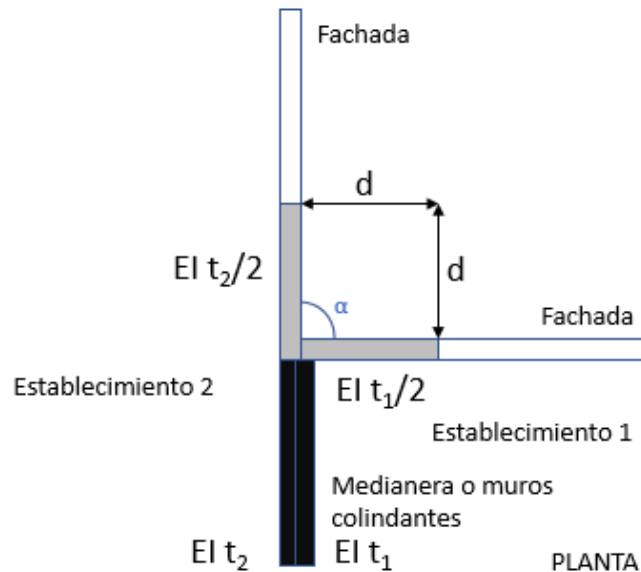 Fachada
d
EI t₂/2
d
α
Fachada
Establecimiento 2
EI t₁/2
Establecimiento 1
Medianera o muros
colindantes
EI t₂
EI t₁
PLANTA